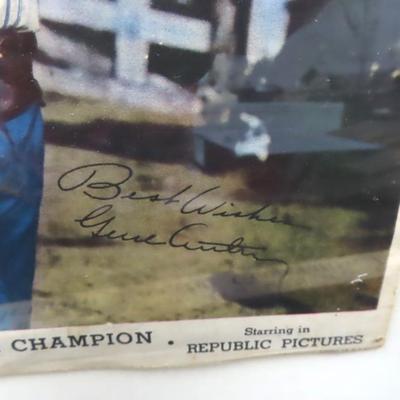 Best Wishes
Gene Autry
CHAMPION • Starring in
REPUBLIC PICTURES